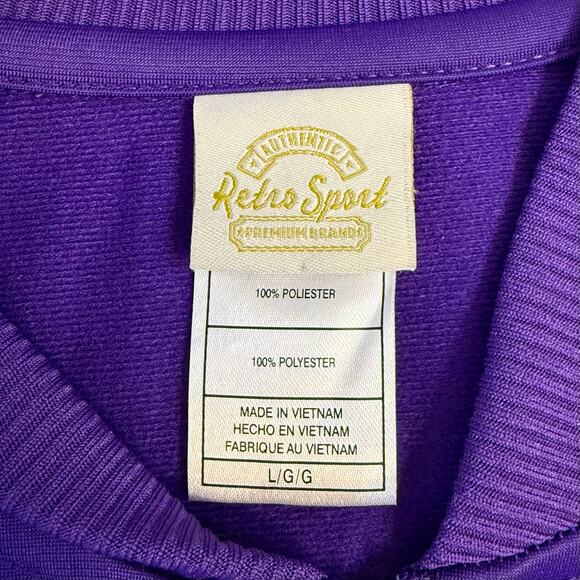 AUTHENTIC
Retro Sport
PREMIUM BRAND
100% POLIESTER
100% POLYESTER
MADE IN VIETNAM
HECHO EN VIETNAM
FABRIQUE AU VIETNAM
L/G/G